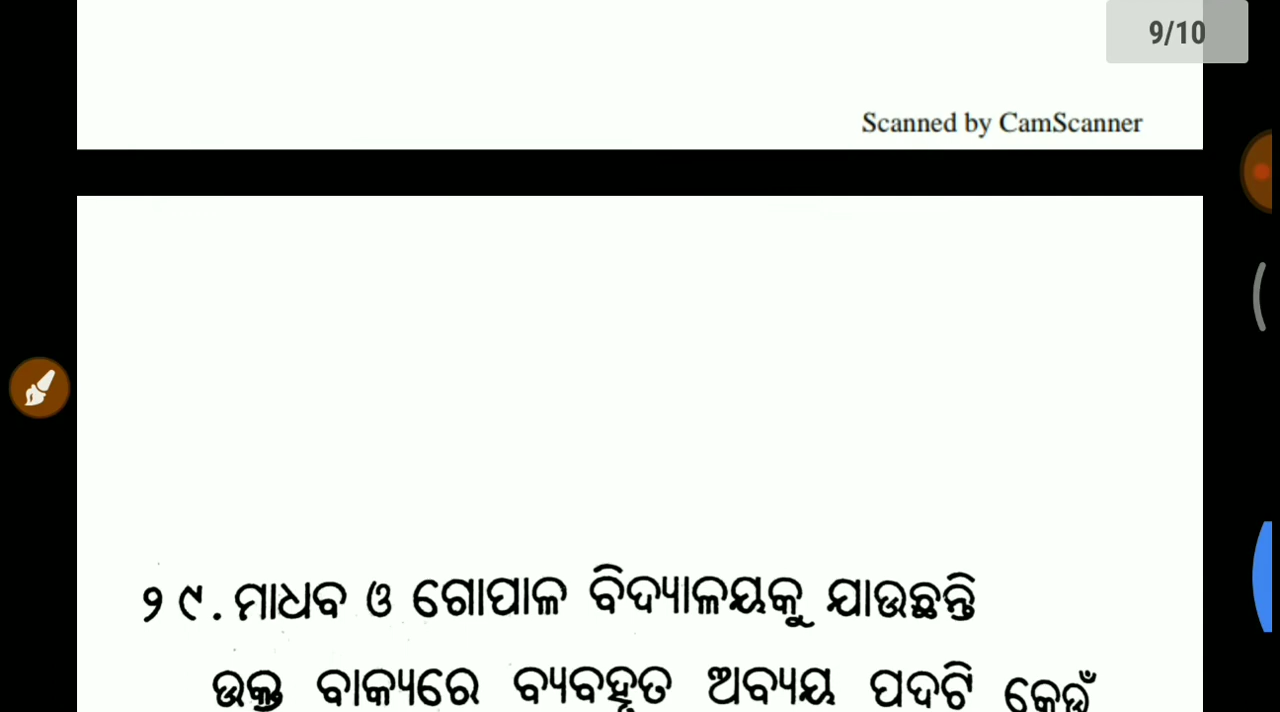 9/10
Scanned by CamScanner
୨୯. ମାଧବ ଓ ଗୋପାଳ ବିଦ୍ୟାଳୟକୁ ଯାଉଛନ୍ତି
ଉକ୍ତ ବାକ୍ୟରେ ବ୍ୟବହୃତ ଅବ୍ୟୟ ପଦଟି କେଉଁ